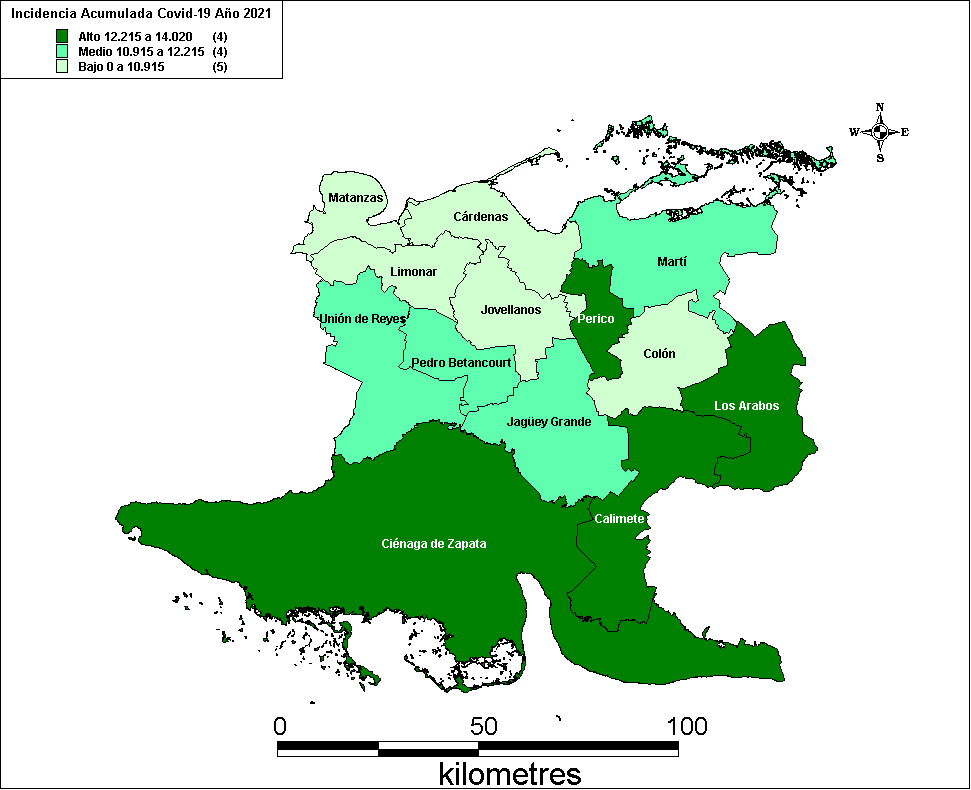 Incidencia Acumulada Covid-19 Año 2021
Alto 12.215 a 14.020 (4)
Medio 10.915 a 12.215 (4)
Bajo 0 a 10.915 (5)
N
W E
S
Matanzas
Cárdenas
Martí
Limonar
Jovellanos
Unión de Reyes
Perico
Colón
Pedro Betancourt
Los Arabos
Jagüey Grande
Calimete
Ciénaga de Zapata
0 50 100
kilometres